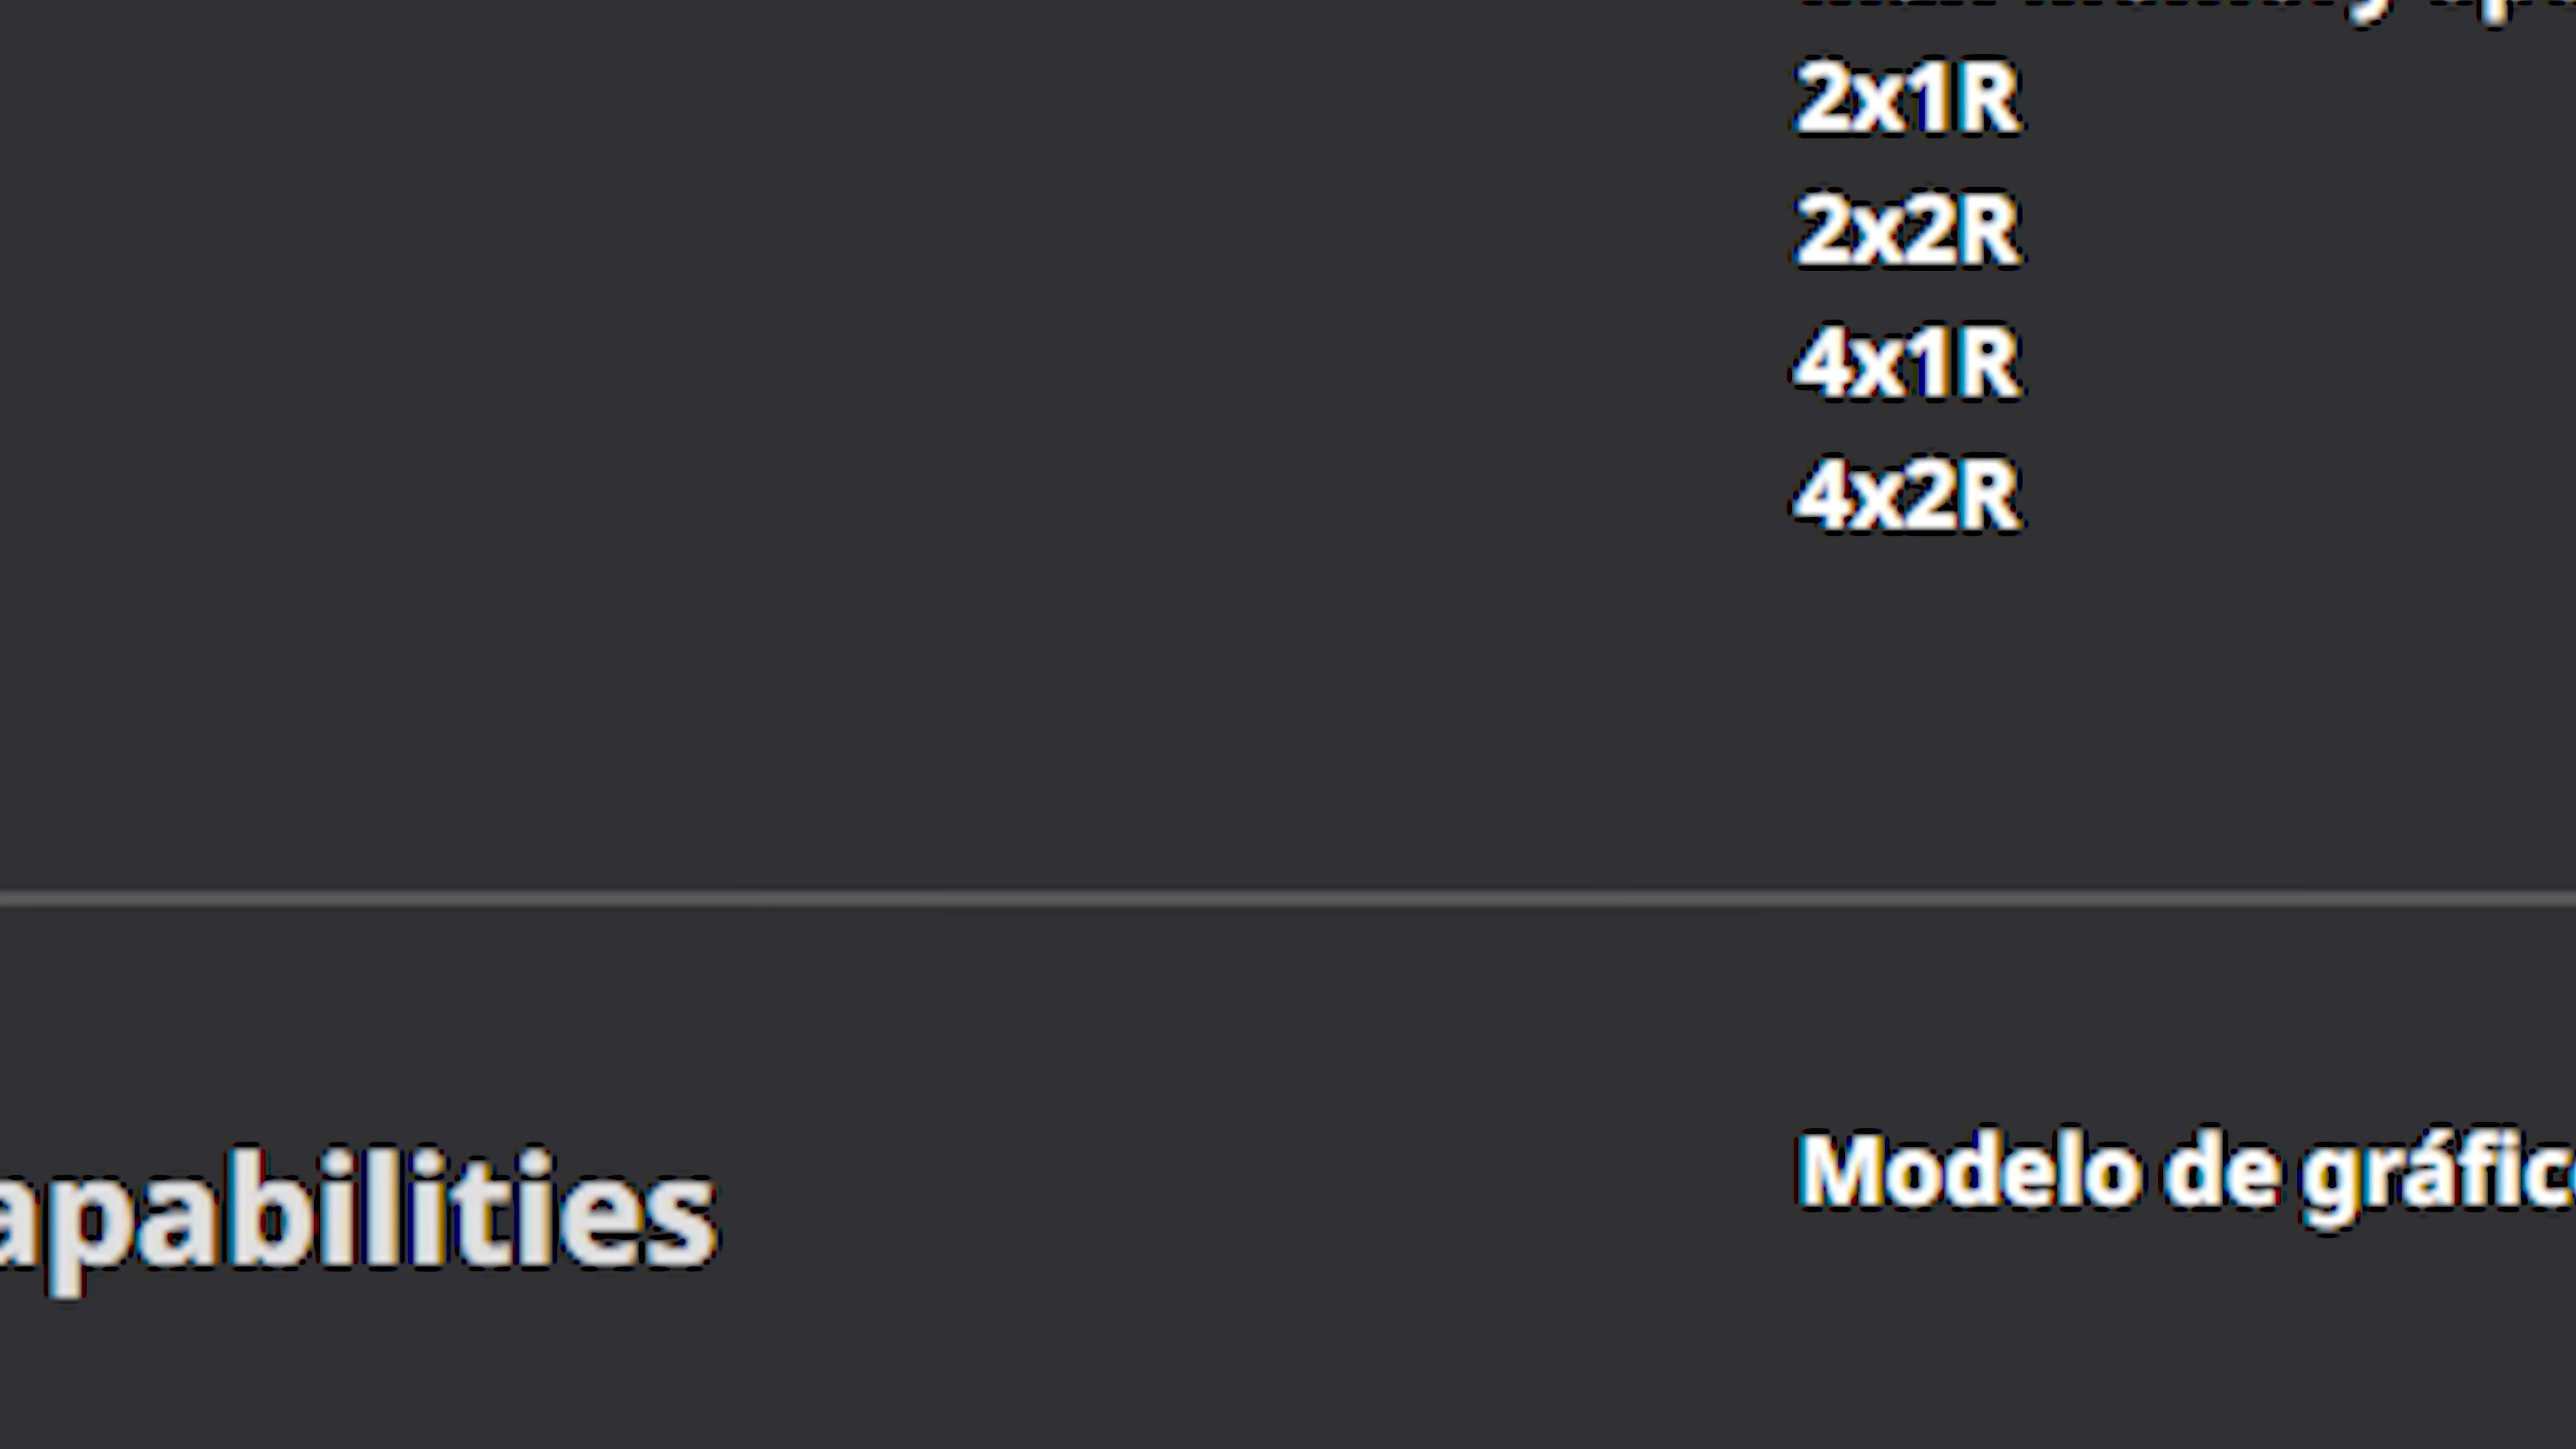 2x1R
2x2R
4x1R
4x2R
apabilities
Modelo de gráfic